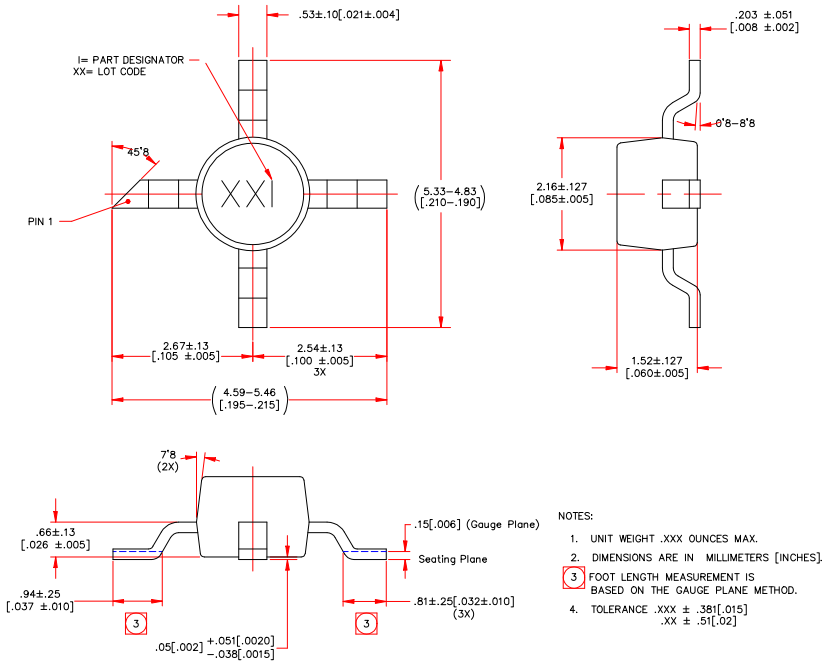 .53±.10[.021±.004]
.203 ±.051
[.008 ±.002]
I= PART DESIGNATOR
XX= LOT CODE
0°8-8°8
45°8
XXI
(5.33-4.83
[.210-.190])
2.16±.127
[.085±.005]
PIN 1
2.67±.13
[.105 ±.005]
2.54±.13
[.100 ±.005]
3X
1.52±.127
[.060±.005]
(4.59-5.46
[.195-.215])
7°8
(2X)
.66±.13
[.026 ±.005]
.15[.006] (Gauge Plane)
Seating Plane
.94±.25
[.037 ±.010]
.81±.25[.032±.010]
(3X)
3
3
.05[.002] +.051[.0020]
-.038[.0015]
NOTES:
1. UNIT WEIGHT .XXX OUNCES MAX.
2. DIMENSIONS ARE IN MILLIMETERS [INCHES].
3 FOOT LENGTH MEASUREMENT IS
BASED ON THE GAUGE PLANE METHOD.
4. TOLERANCE .XXX ± .381[.015]
.XX ± .51[.02]